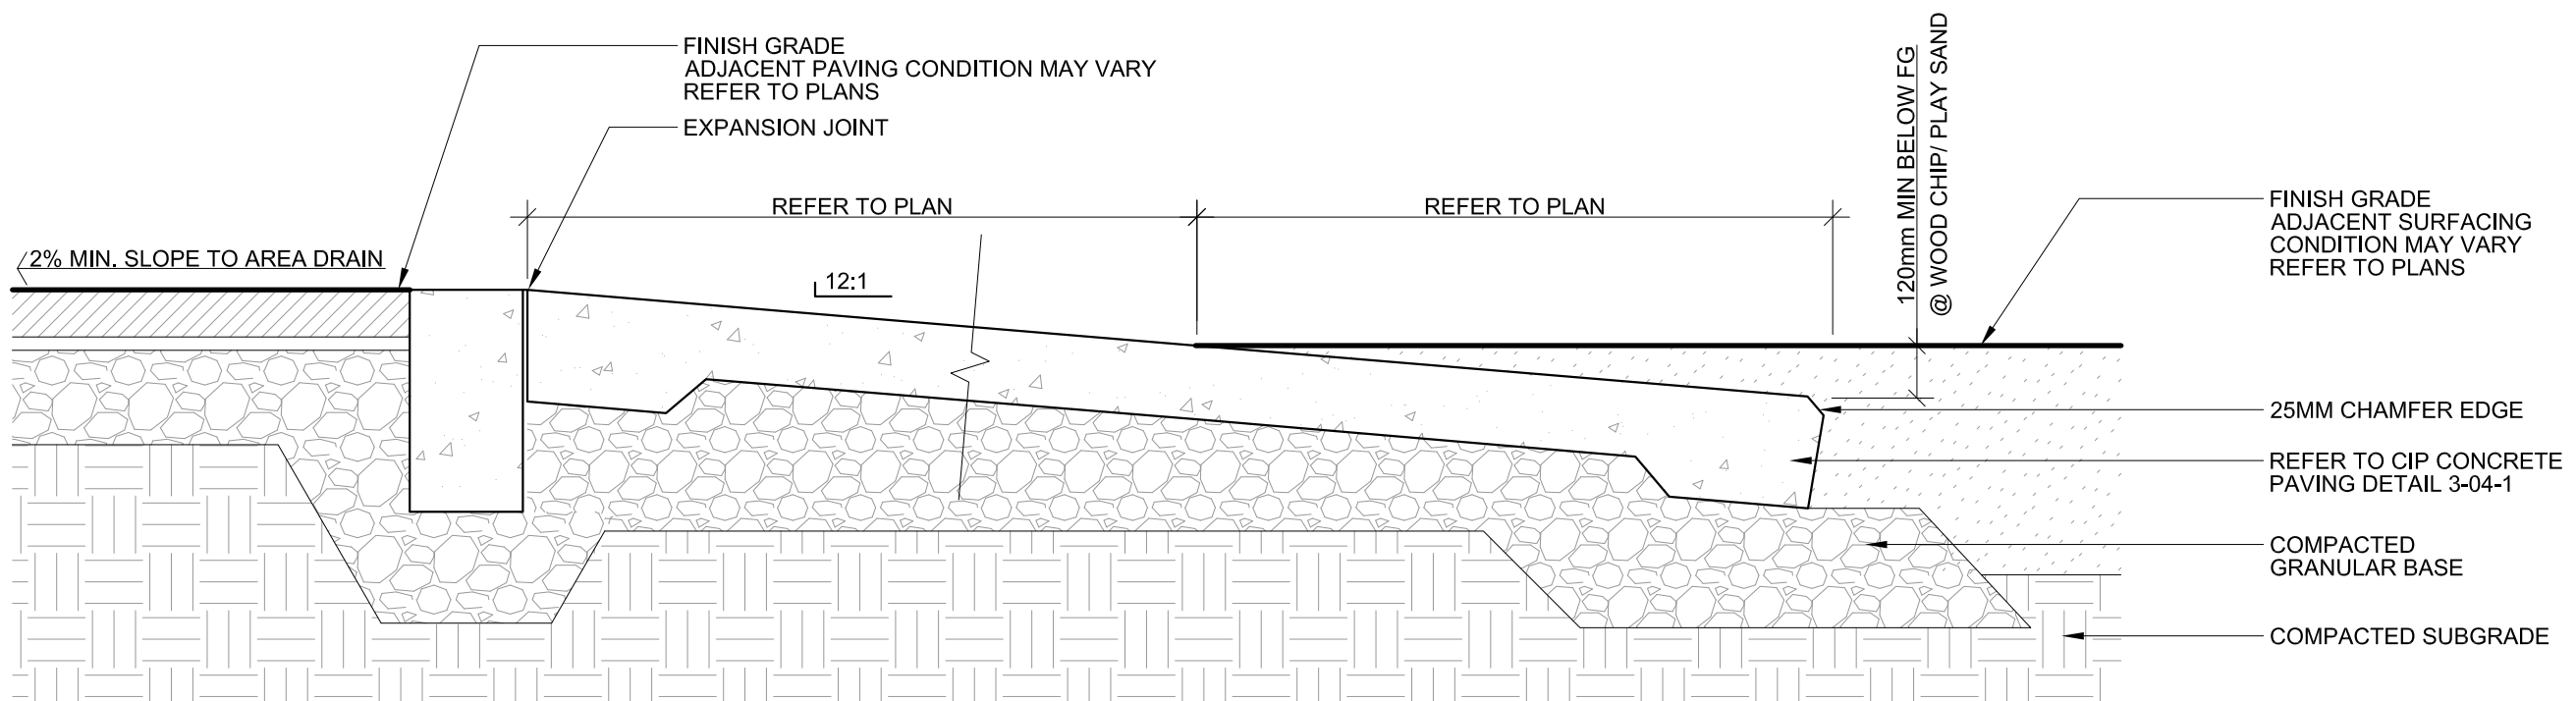 FINISH GRADE
ADJACENT PAVING CONDITION MAY VARY
REFER TO PLANS
EXPANSION JOINT
REFER TO PLAN
REFER TO PLAN
120mm MIN BELOW FG
@ WOOD CHIP/ PLAY SAND
2% MIN. SLOPE TO AREA DRAIN
12:1
FINISH GRADE
ADJACENT SURFACING
CONDITION MAY VARY
REFER TO PLANS
25MM CHAMFER EDGE
REFER TO CIP CONCRETE
PAVING DETAIL 3-04-1
COMPACTED
GRANULAR BASE
COMPACTED SUBGRADE